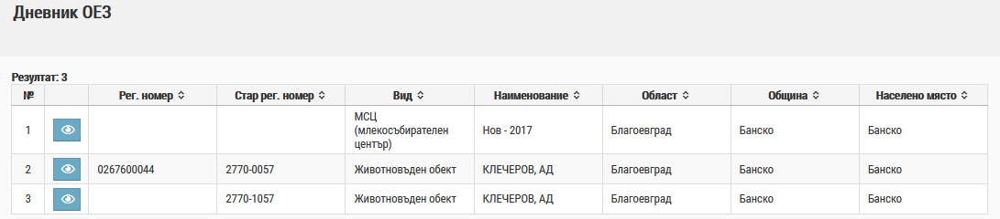 Дневник ОЕЗ
Резултат: 3
№ Рег. номер Стар рег. номер Вид Наименование Област Община Населено място
1 МСЦ (млекосъбирателен център) Нов - 2017 Благоевград Банско Банско
2 0267600044 2770-0057 Животновъден обект КЛЕЧЕРОВ, АД Благоевград Банско Банско
3 2770-1057 Животновъден обект КЛЕЧЕРОВ, АД Благоевград Банско Банско